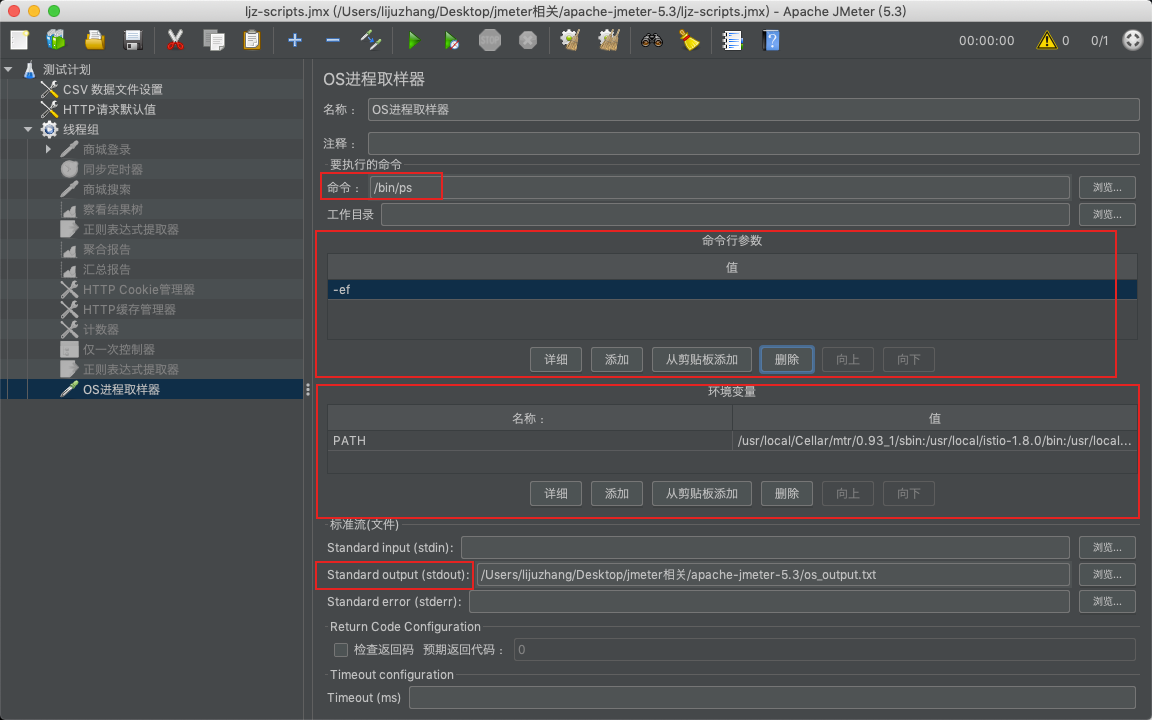 ljz-scripts.jmx (/Users/lijuzhang/Desktop/jmeter相关/apache-jmeter-5.3/ljz-scripts.jmx) - Apache JMeter (5.3)
STOP
00:00:00
0
0/1
测试计划
CSV 数据文件设置
HTTP请求默认值
线程组
商城登录
同步定时器
商城搜索
察看结果树
正则表达式提取器
聚合报告
汇总报告
HTTP Cookie管理器
HTTP缓存管理器
计数器
仅一次控制器
正则表达式提取器
OS进程取样器
OS进程取样器
名称： OS进程取样器
注释：
要执行的命令
命令： /bin/ps 浏览...
工作目录 浏览...
命令行参数
值
-ef
详细 添加 从剪贴板添加 删除 向上 向下
环境变量
名称： 值
PATH /usr/local/Cellar/mtr/0.93_1/sbin:/usr/local/istio-1.8.0/bin:/usr/local...
详细 添加 从剪贴板添加 删除 向上 向下
标准流(文件)
Standard input (stdin): 浏览...
Standard output (stdout): /Users/lijuzhang/Desktop/jmeter相关/apache-jmeter-5.3/os_output.txt 浏览...
Standard error (stderr): 浏览...
Return Code Configuration
检查返回码 预期返回代码： 0
Timeout configuration
Timeout (ms)